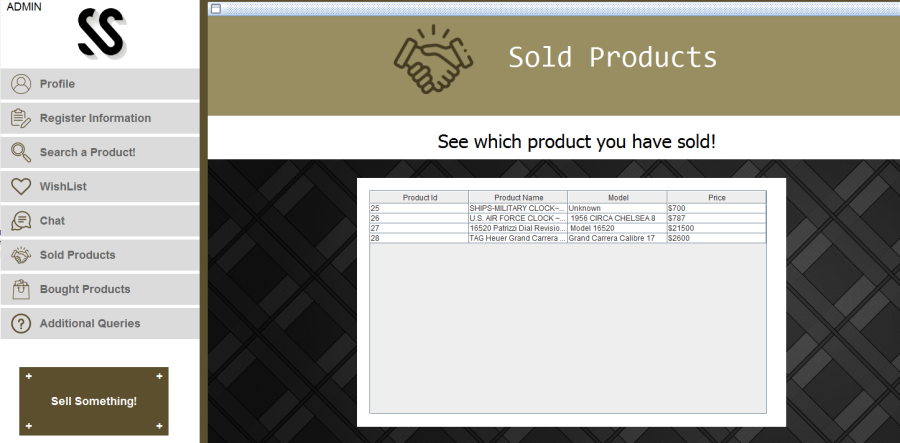 ADMIN
Profile
Register Information
Search a Product!
WishList
Chat
Sold Products
Bought Products
Additional Queries
Sell Something!
Sold Products
See which product you have sold!
Product Id Product Name Model Price
25 SHIPS-MILITARY CLOCK~... Unknown $700
26 U.S. AIR FORCE CLOCK ~... 1956 CIRCA CHELSEA 8 $787
27 16520 Patrizzi Dial Revisio... Model 16520 $21500
28 TAG Heuer Grand Carrera ... Grand Carrera Calibre 17 $2600